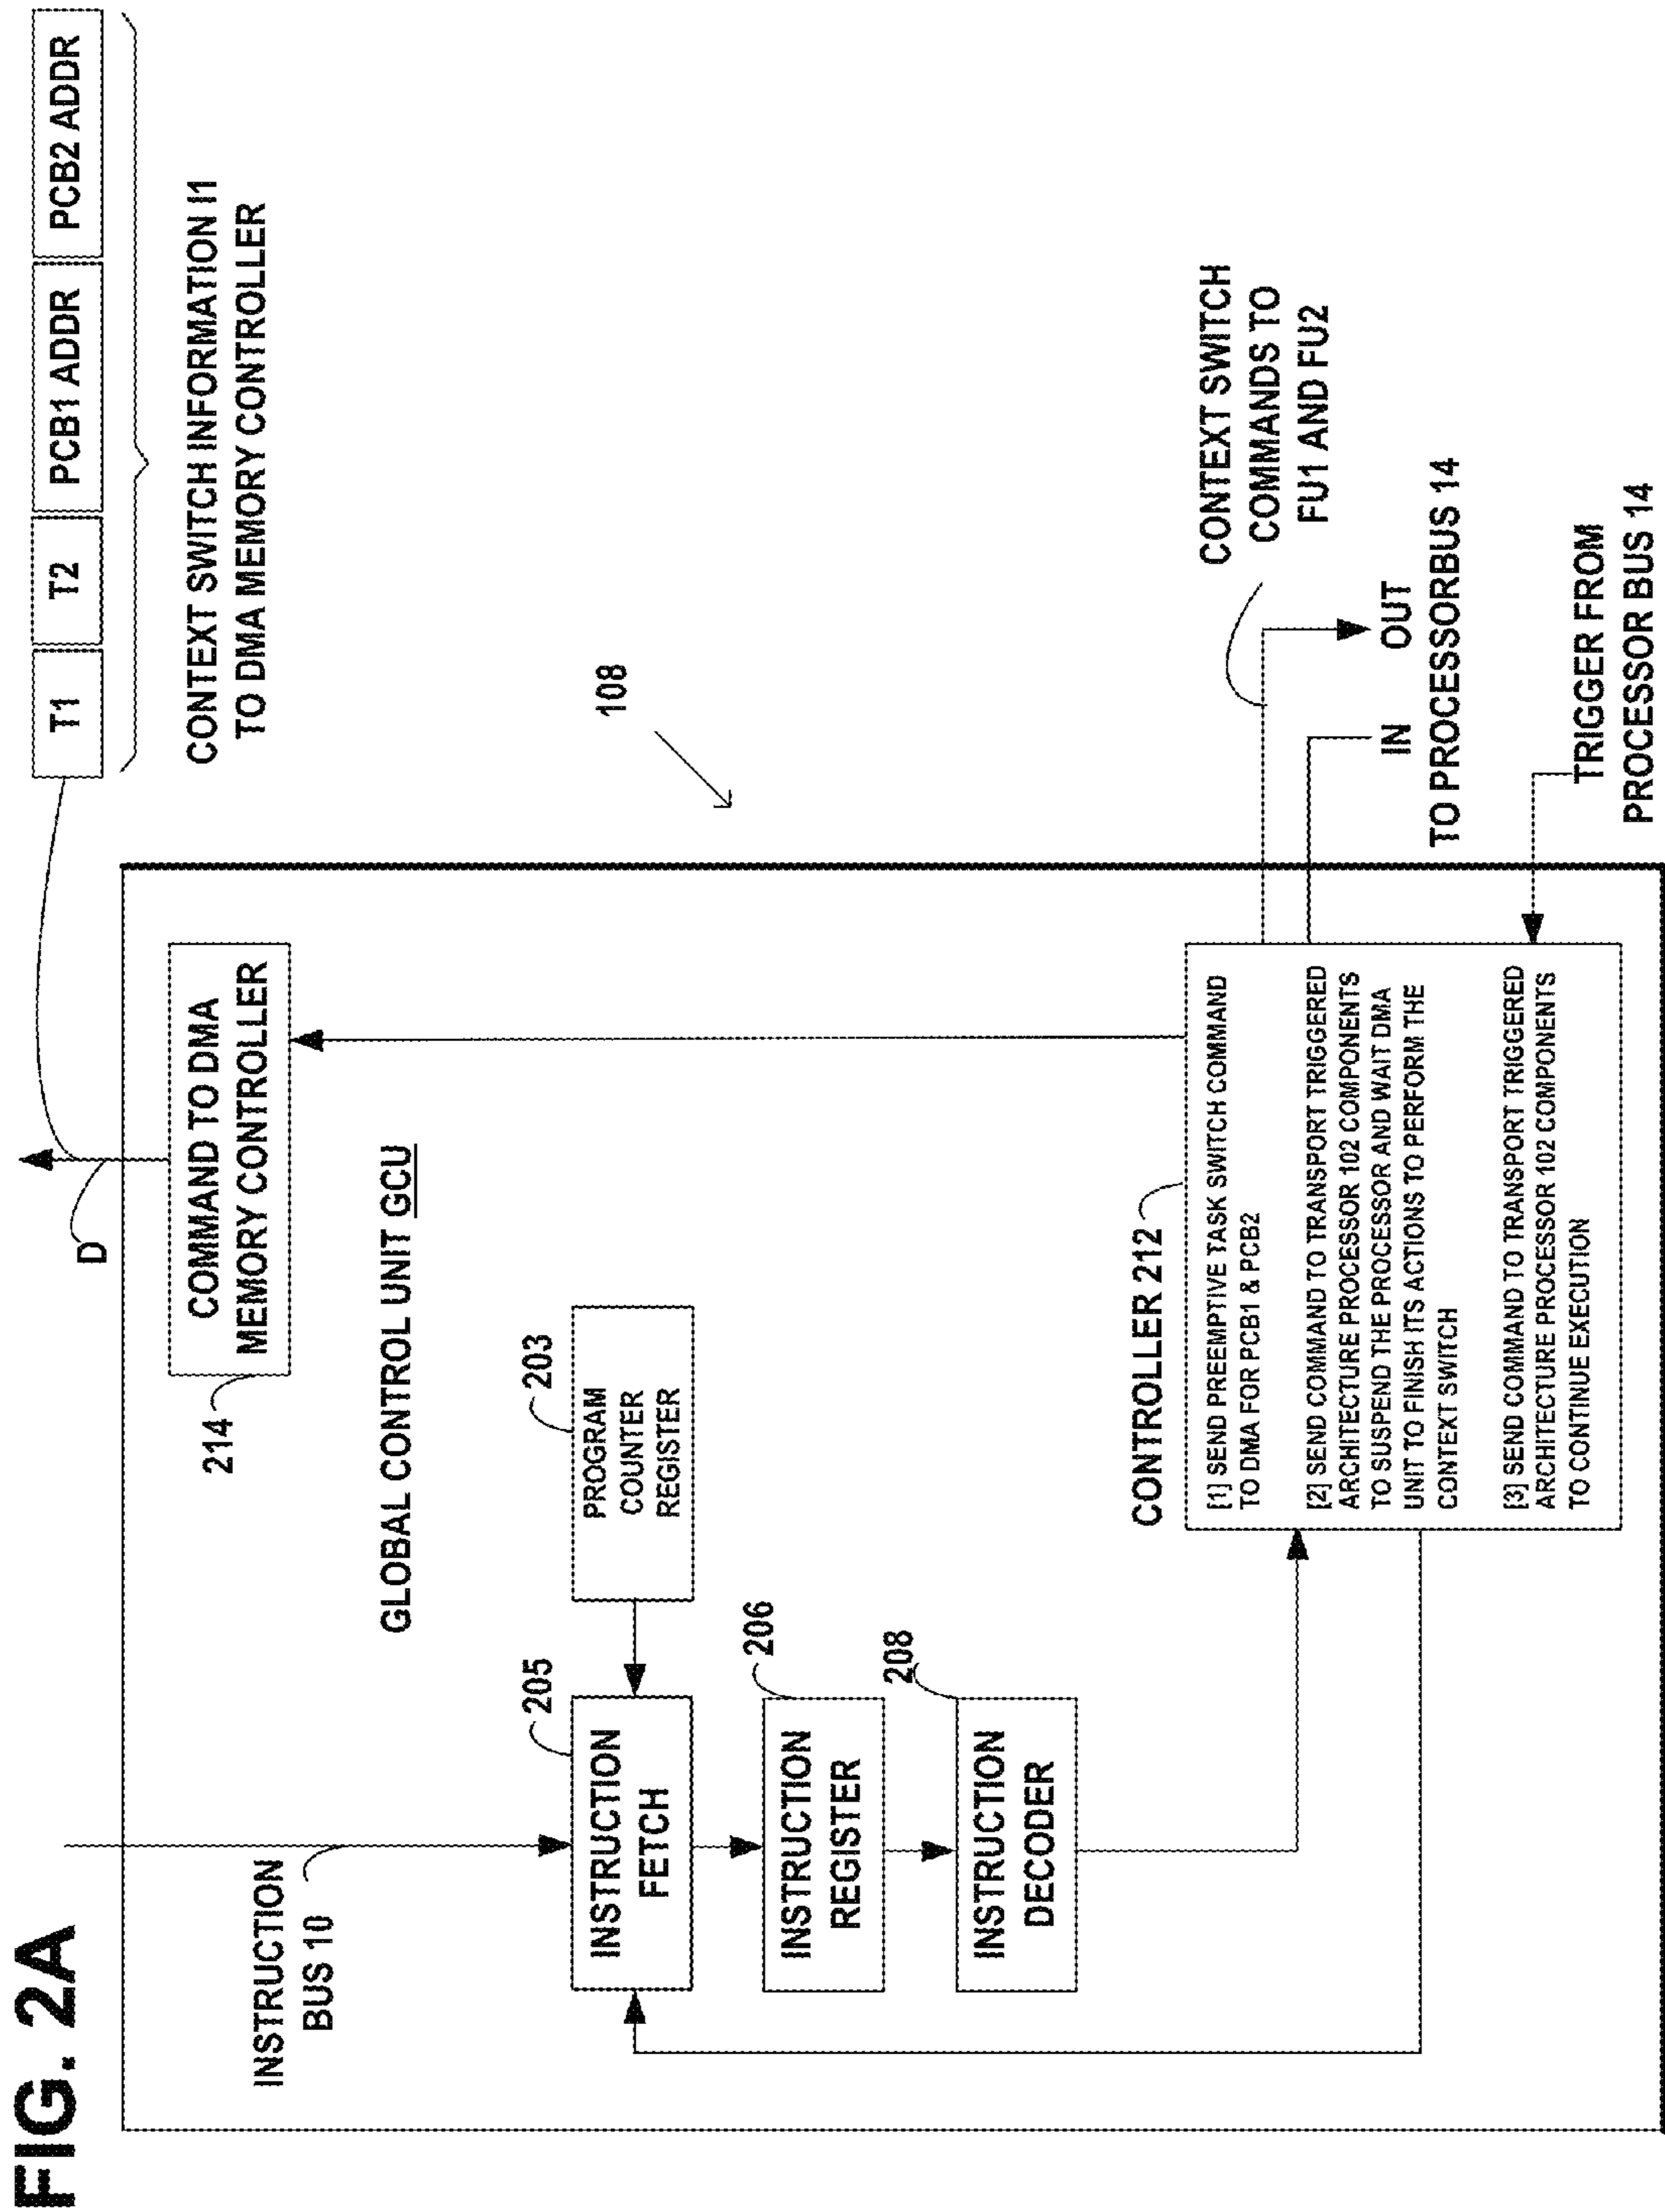 FIG. 2A
INSTRUCTION
BUS 10
D
T1
T2
PCB1 ADDR
PCB2 ADDR
CONTEXT SWITCH INFORMATION I1
TO DMA MEMORY CONTROLLER
214
COMMAND TO DMA
MEMORY CONTROLLER
GLOBAL CONTROL UNIT GCU
108
205
INSTRUCTION
FETCH
203
PROGRAM
COUNTER
REGISTER
206
INSTRUCTION
REGISTER
208
INSTRUCTION
DECODER
CONTROLLER 212
[1] SEND PREEMPTIVE TASK SWITCH COMMAND
TO DMA FOR PCB1 & PCB2
[2] SEND COMMAND TO TRANSPORT TRIGGERED
ARCHITECTURE PROCESSOR 102 COMPONENTS
TO SUSPEND THE PROCESSOR AND WAIT DMA
UNIT TO FINISH ITS ACTIONS TO PERFORM THE
CONTEXT SWITCH
[3] SEND COMMAND TO TRANSPORT TRIGGERED
ARCHITECTURE PROCESSOR 102 COMPONENTS
TO CONTINUE EXECUTION
CONTEXT SWITCH
COMMANDS TO
FU1 AND FU2
IN
OUT
TO PROCESSORBUS 14
TRIGGER FROM
PROCESSOR BUS 14